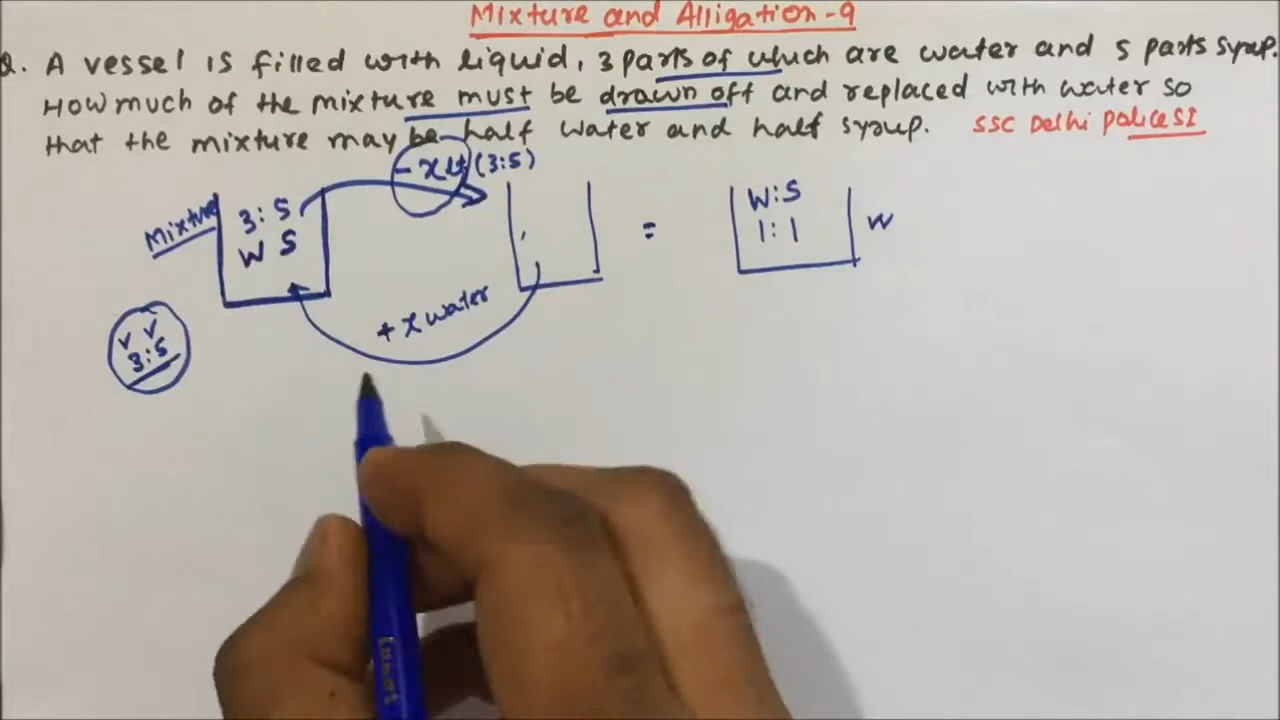 Mixture and Alligation-9
Q. A vessel is filled with liquid, 3 parts of which are water and 5 parts syrup.
How much of the mixture must be drawn off and replaced with water so
that the mixture may be half water and half syrup. SSC Delhi police SI
- x lt (3:5)
Mixture
3:5
W S
W:S
1:1
=
W
+ x water
3:5